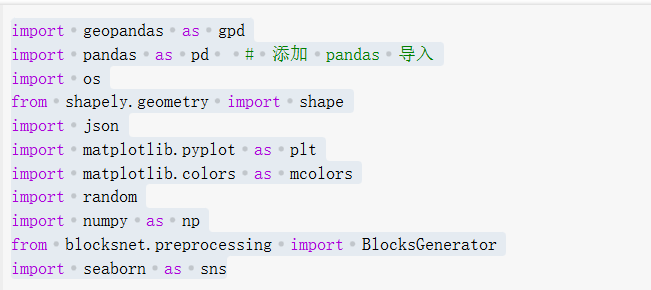 import geopandas as gpd
import pandas as pd  # 添加 pandas 导入
import os
from shapely.geometry import shape
import json
import matplotlib.pyplot as plt
import matplotlib.colors as mcolors
import random
import numpy as np
from blocksnet.preprocessing import BlocksGenerator
import seaborn as sns